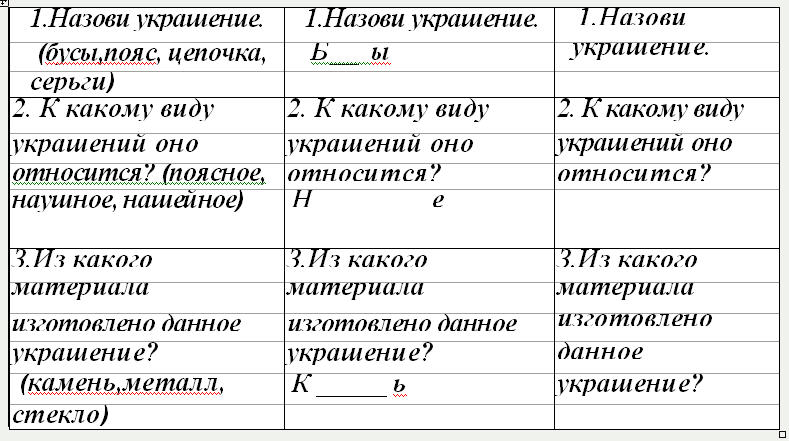 1.Назови украшение.
(бусы,пояс, цепочка,
серьги)
1.Назови украшение.
Б___ ы
1.Назови
украшение.
2. К какому виду
украшений оно
относится? (поясное,
наушное, нашейное)
2. К какому виду
украшений оно
относится?
Н е
2. К какому виду
украшений оно
относится?
3.Из какого
материала
изготовлено данное
украшение?
(камень,металл,
стекло)
3.Из какого
материала
изготовлено данное
украшение?
К ______ ь
3.Из какого
материала
изготовлено
данное
украшение?